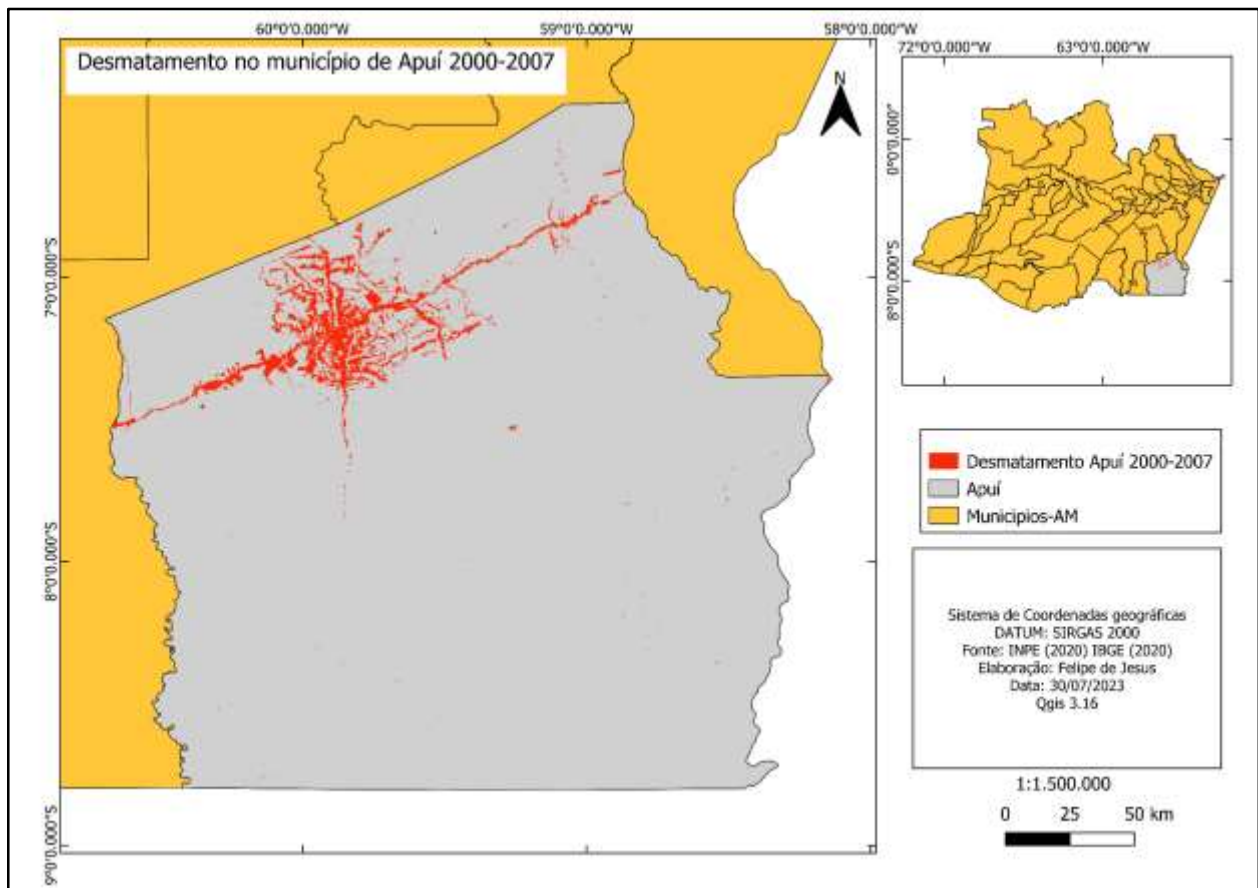 60°0'0.000"W
59°0'0.000"W
58°0'0.000"W
72°0'0.000"W
63°0'0.000"W
Desmatamento no município de Apuí 2000-2007
N
0°0'0.000"
7°0'0.000"S
8°0'0.000"S
8°0'0.000"S
9°0'0.000"S
Desmatamento Apuí 2000-2007
Apuí
Municipios-AM
Sistema de Coordenadas geográficas
DATUM: SIRGAS 2000
Fonte: INPE (2020) IBGE (2020)
Elaboração: Felipe de Jesus
Data: 30/07/2023
Qgis 3.16
1:1.500.000
0 25 50 km